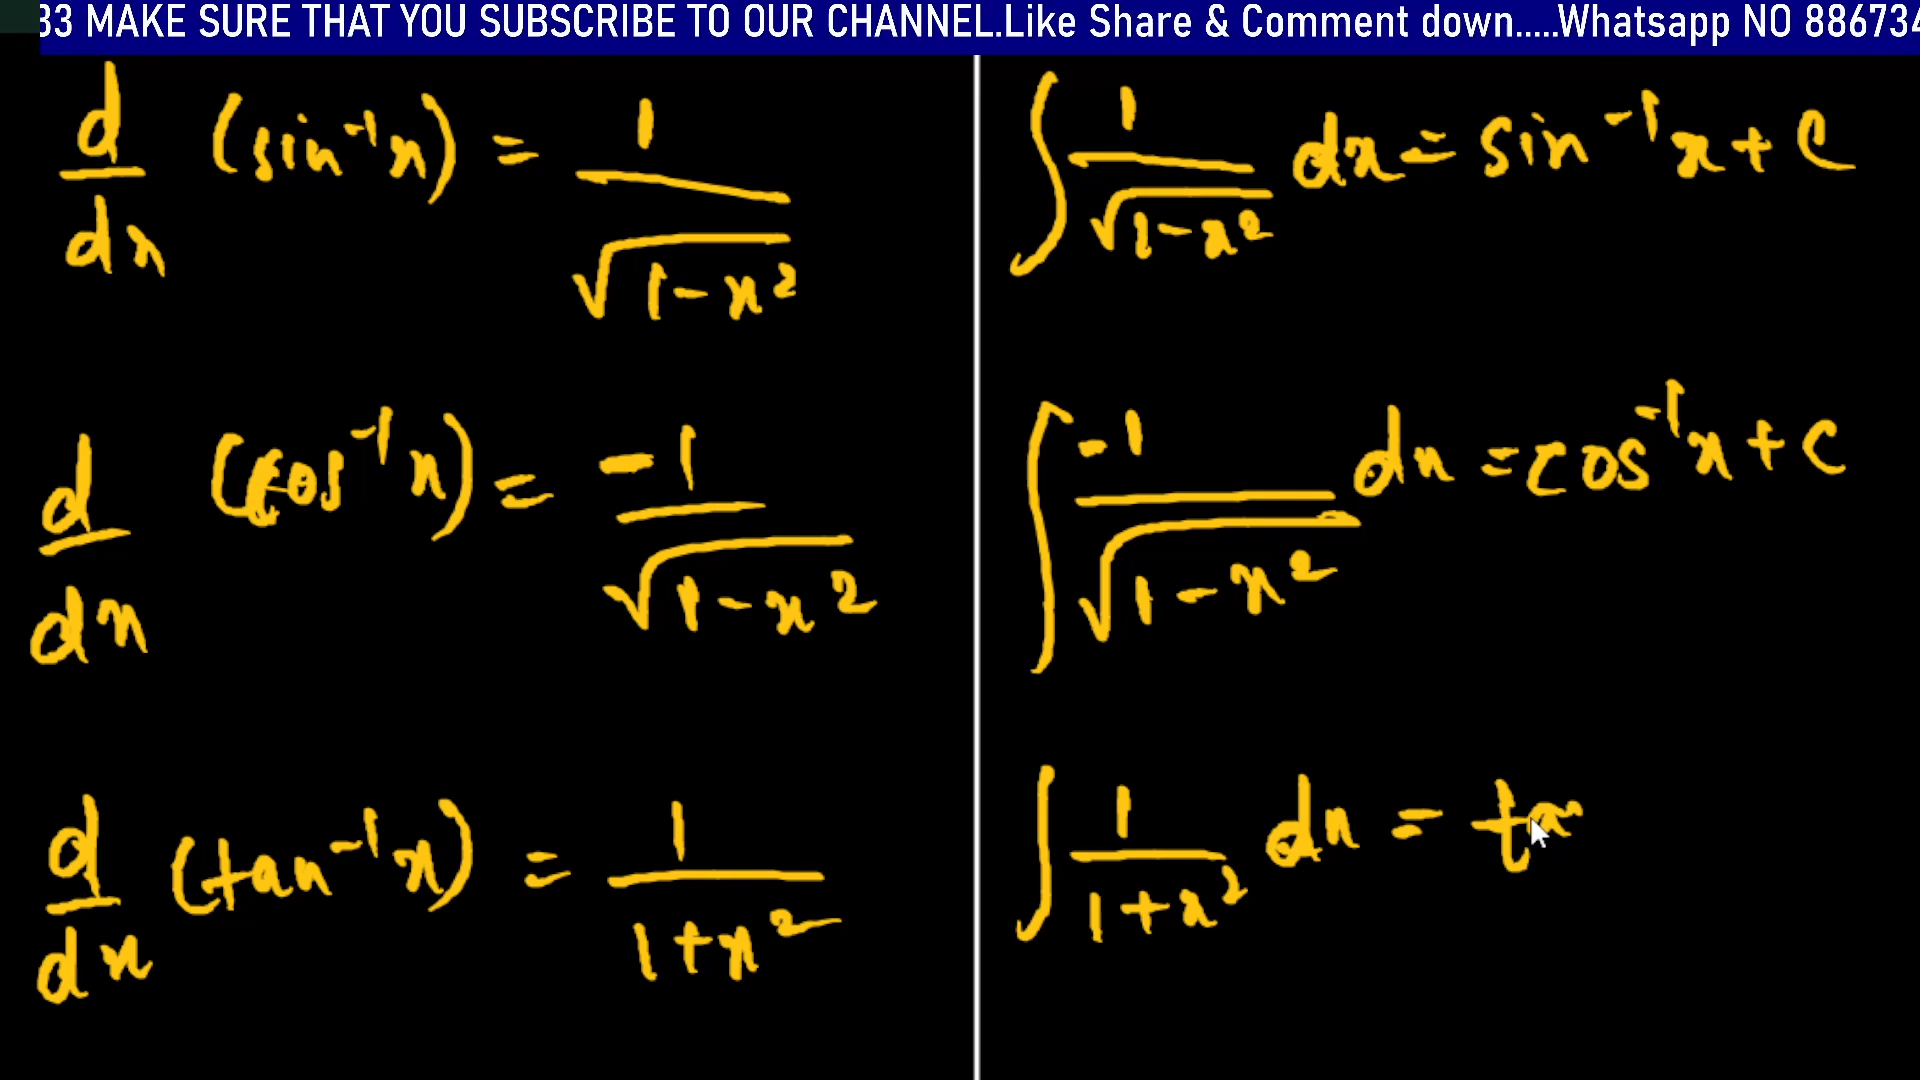 33 MAKE SURE THAT YOU SUBSCRIBE TO OUR CHANNEL.Like Share & Comment down.....Whatsapp NO 886734
d/dx (sin⁻¹x) = 1/√(1-x²)
d/dx (cos⁻¹x) = -1/√(1-x²)
d/dx (tan⁻¹x) = 1/(1+x²)
∫ 1/√(1-x²) dx = sin⁻¹x + C
∫ -1/√(1-x²) dx = cos⁻¹x + C
∫ 1/(1+x²) dx = ta